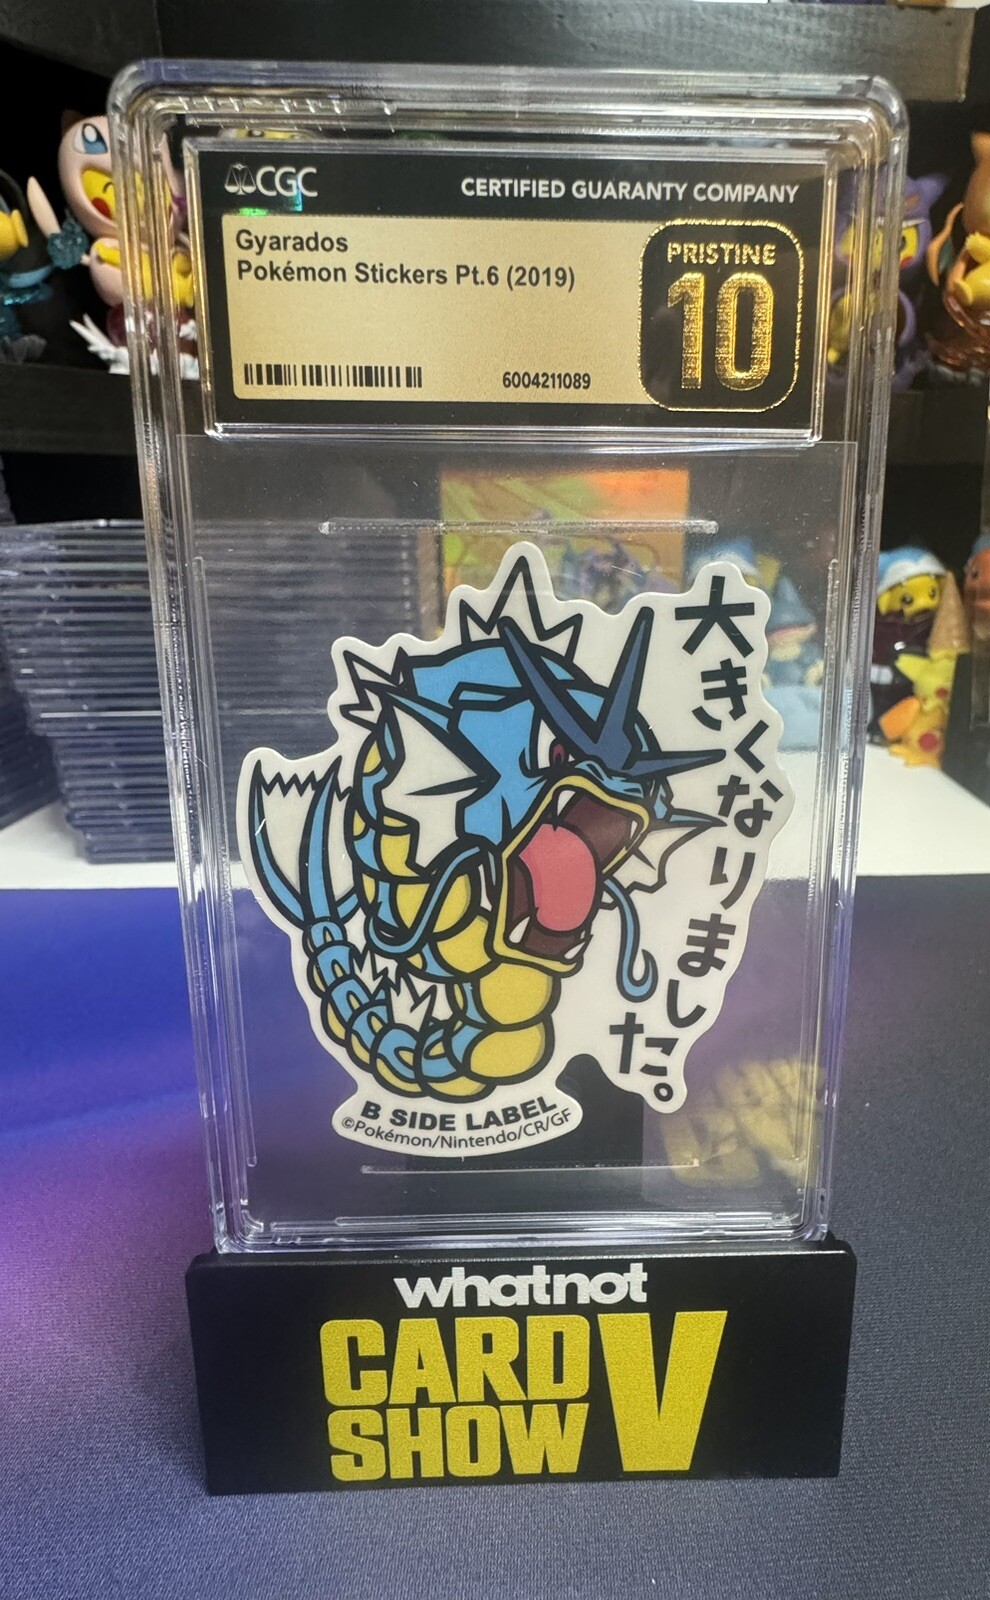 CGC
CERTIFIED GUARANTY COMPANY
Gyarados
Pokémon Stickers Pt.6 (2019)
6004211089
PRISTINE
10
大きくなりました。
B SIDE LABEL
©Pokémon/Nintendo/CR/GF
whatnot
CARD
SHOW
V